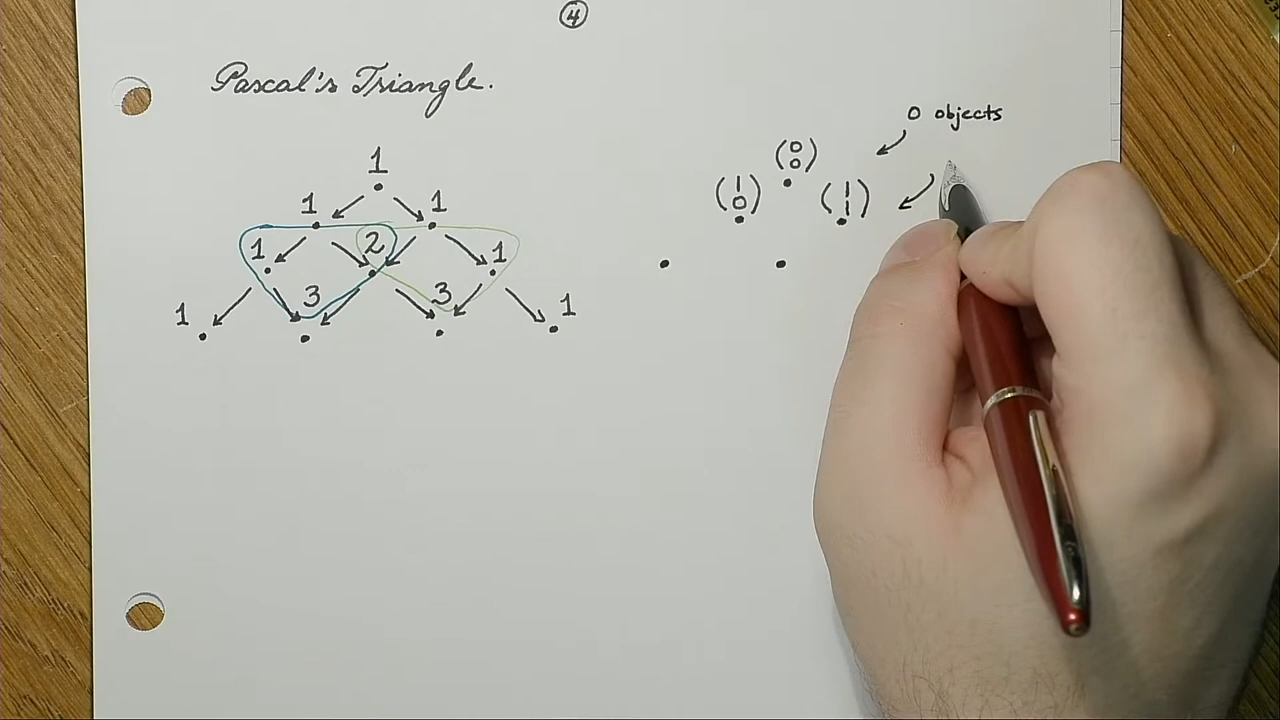 ④
Pascal's Triangle.
0 objects
1
(0 0)
1 1
(1 0) (1 1)
1 2 1
1 3 3 1